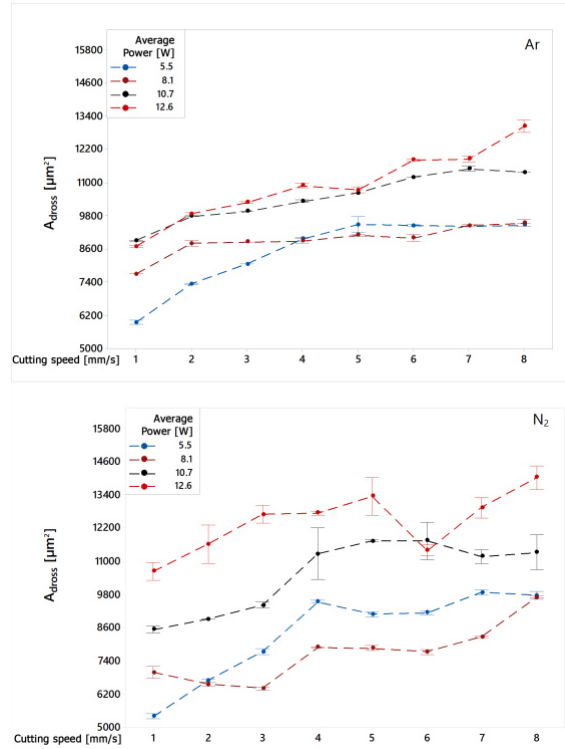 Ar
Average
Power [W]
5.5
8.1
10.7
12.6
15800
14600
13400
12200
11000
9800
8600
7400
6200
5000
Adross [µm²]
Cutting speed [mm/s] 1 2 3 4 5 6 7 8
N₂
Average
Power [W]
5.5
8.1
10.7
12.6
15800
14600
13400
12200
11000
9800
8600
7400
6200
5000
Adross [µm²]
Cutting speed [mm/s] 1 2 3 4 5 6 7 8